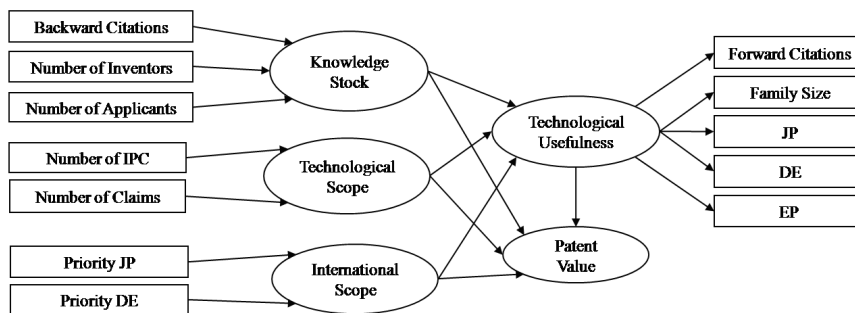 Backward Citations
Number of Inventors
Number of Applicants
Number of IPC
Number of Claims
Priority JP
Priority DE
Knowledge
Stock
Technological
Scope
International
Scope
Technological
Usefulness
Patent
Value
Forward Citations
Family Size
JP
DE
EP